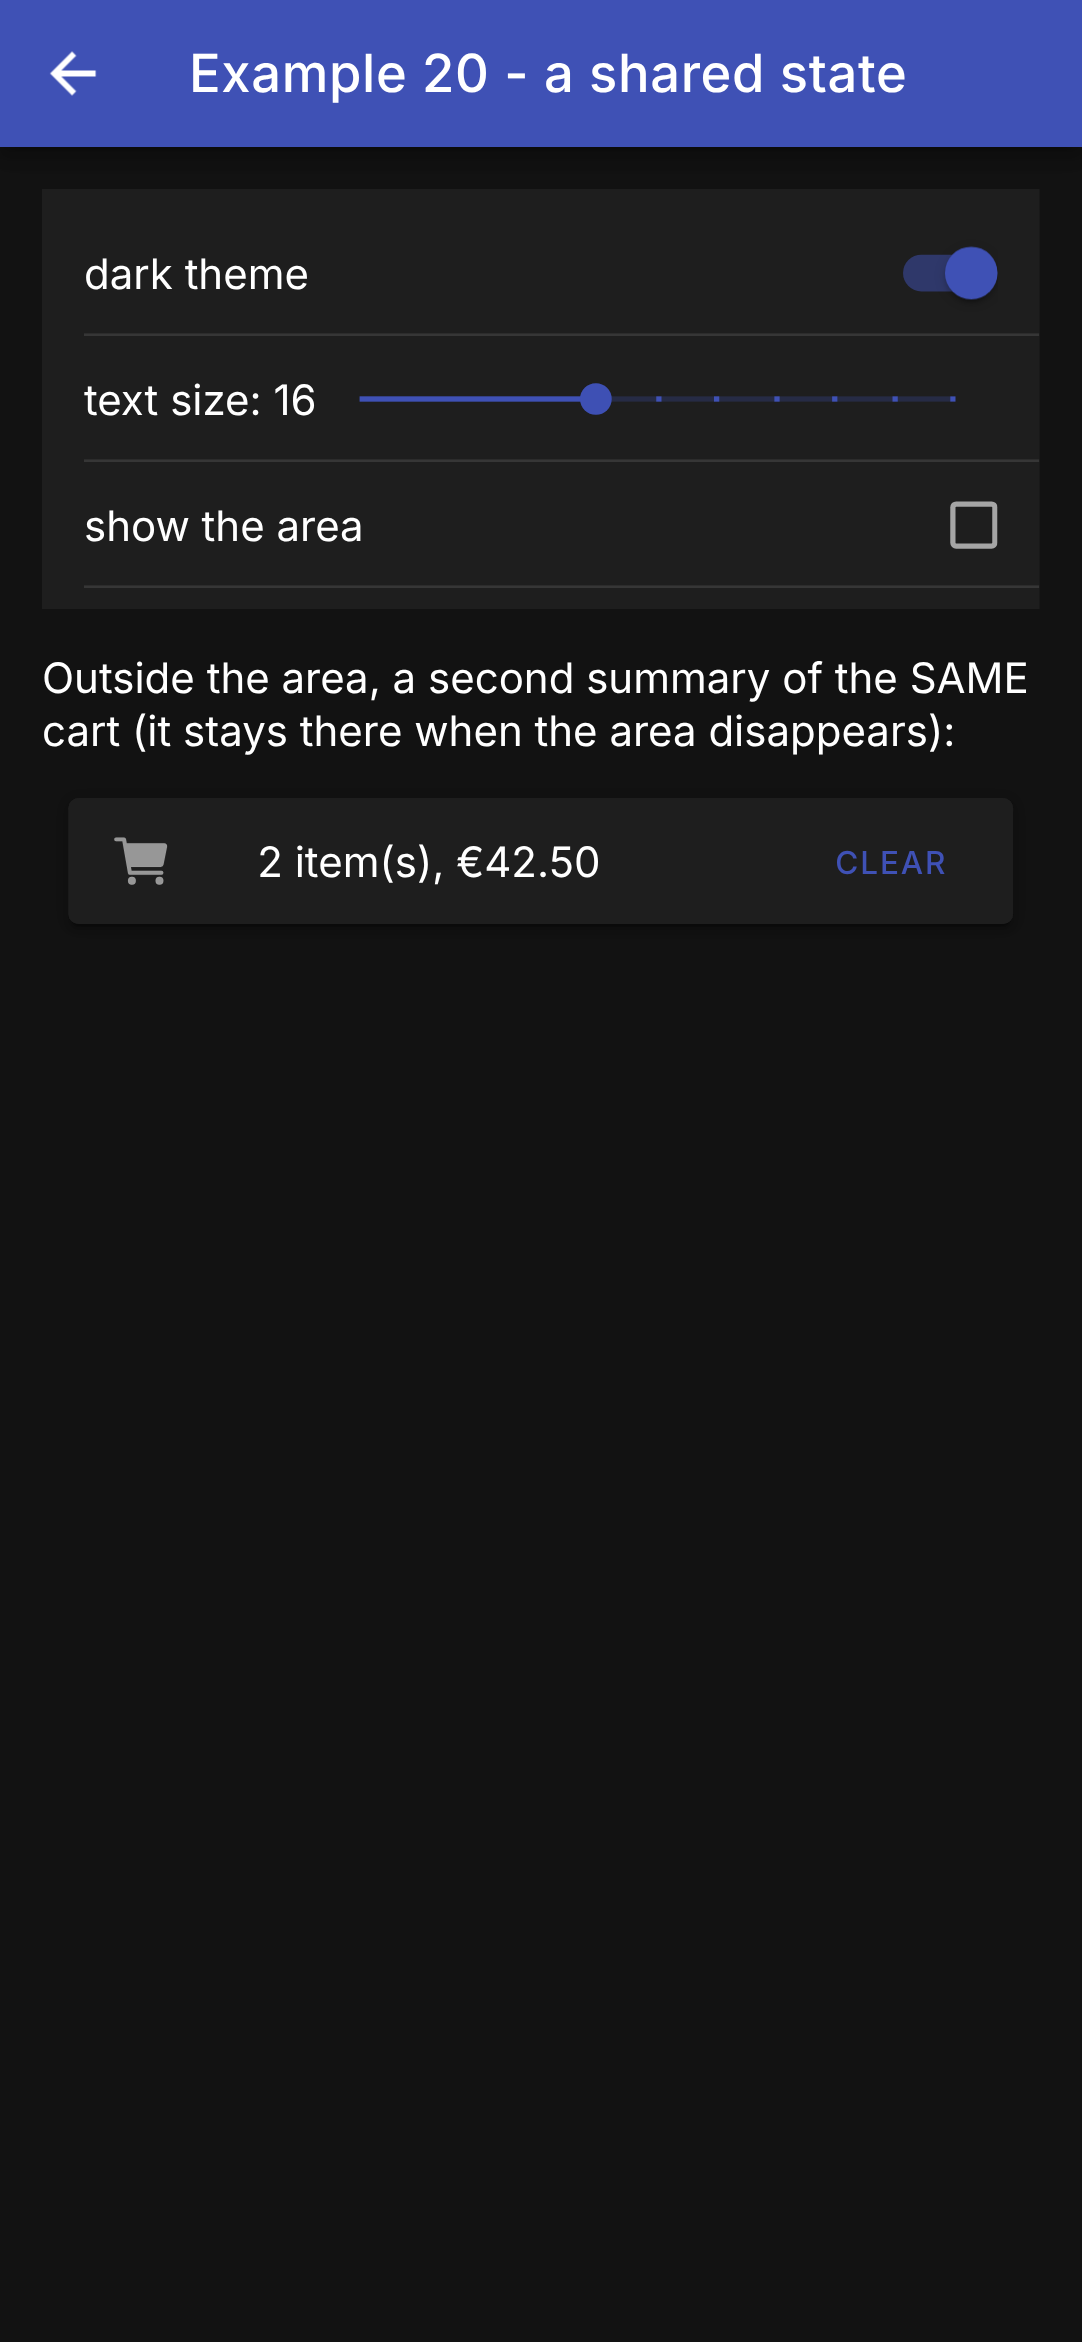 Example 20 - a shared state
dark theme
text size: 16
show the area
Outside the area, a second summary of the SAME
cart (it stays there when the area disappears):
2 item(s), €42.50
CLEAR